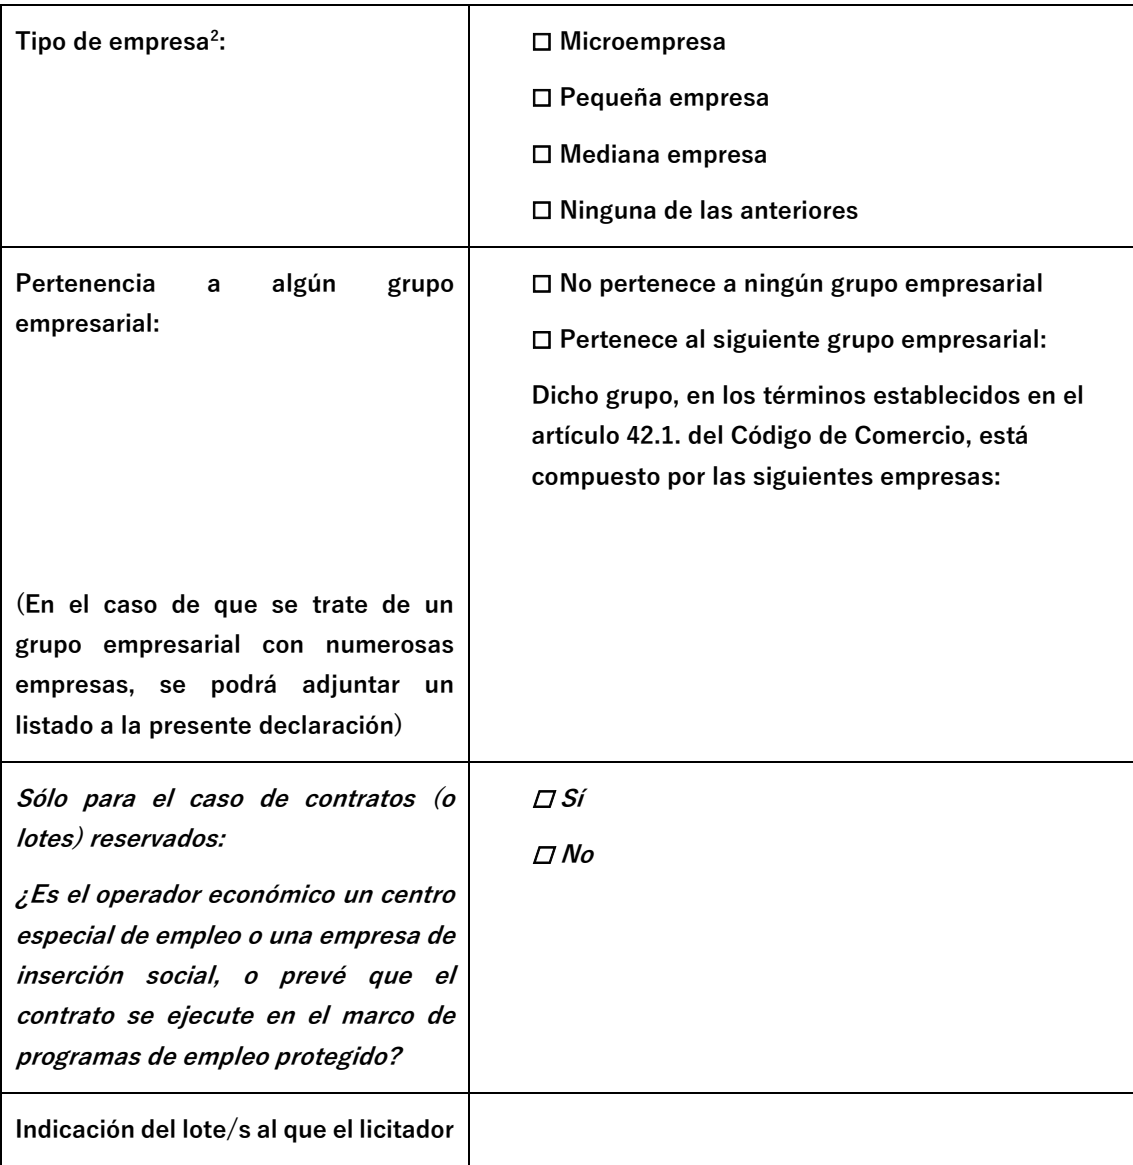 Tipo de empresa²:
☐ Microempresa
☐ Pequeña empresa
☐ Mediana empresa
☐ Ninguna de las anteriores
Pertenencia a algún grupo
empresarial:
(En el caso de que se trate de un
grupo empresarial con numerosas
empresas, se podrá adjuntar un
listado a la presente declaración)
☐ No pertenece a ningún grupo empresarial
☐ Pertenece al siguiente grupo empresarial:
Dicho grupo, en los términos establecidos en el
artículo 42.1. del Código de Comercio, está
compuesto por las siguientes empresas:
Sólo para el caso de contratos (o
lotes) reservados:
¿Es el operador económico un centro
especial de empleo o una empresa de
inserción social, o prevé que el
contrato se ejecute en el marco de
programas de empleo protegido?
☐ Sí
☐ No
Indicación del lote/s al que el licitador